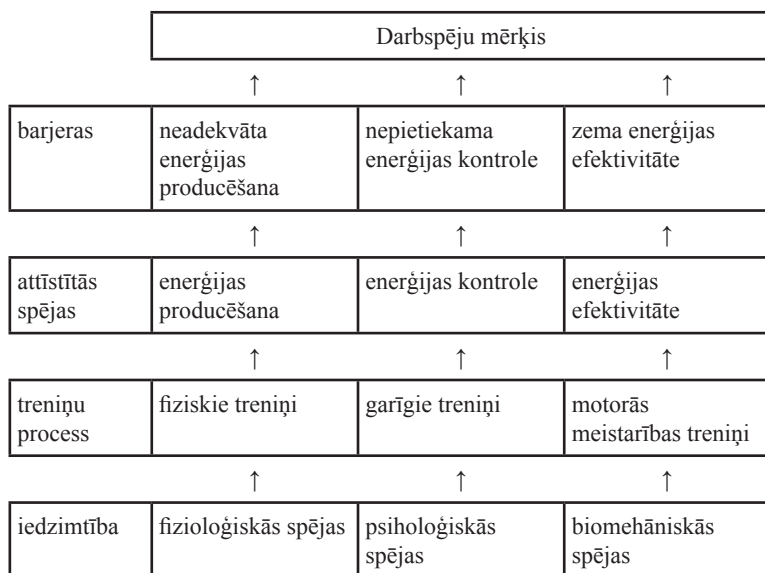 Darbspēju mērķis
↑ ↑ ↑
barjeras
neadekvāta
enerģijas
producēšana
nepietiekama
enerģijas kontrole
zema enerģijas
efektivitāte
↑ ↑ ↑
attīstītās
spējas
enerģijas
producēšana
enerģijas kontrole
enerģijas
efektivitāte
↑ ↑ ↑
treniņu
process
fiziskie treniņi
garīgie treniņi
motorās
meistarības treniņi
↑ ↑ ↑
iedzimtība
fizioloģiskās spējas
psiholoģiskās
spējas
biomehāniskās
spējas